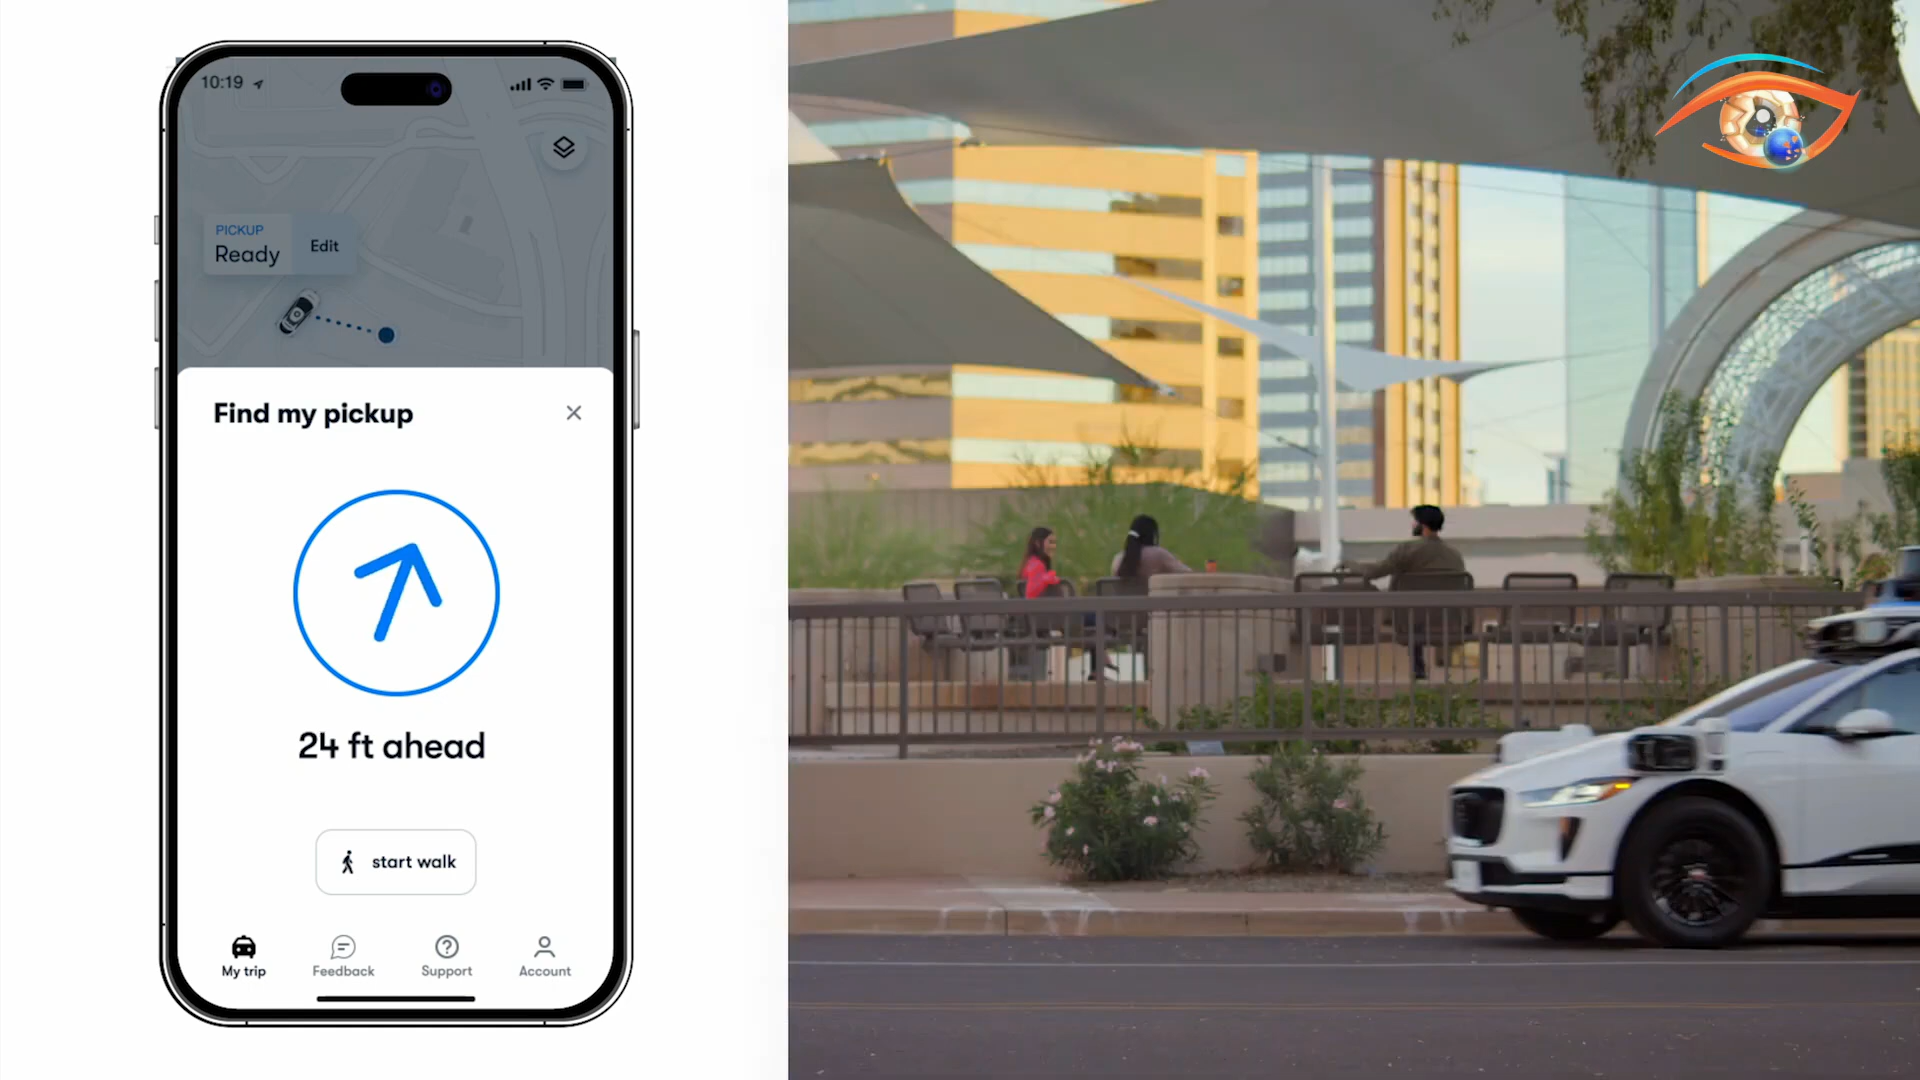 10:19
PICKUP
Ready
Edit
Find my pickup
24 ft ahead
start walk
My trip
Feedback
Support
Account